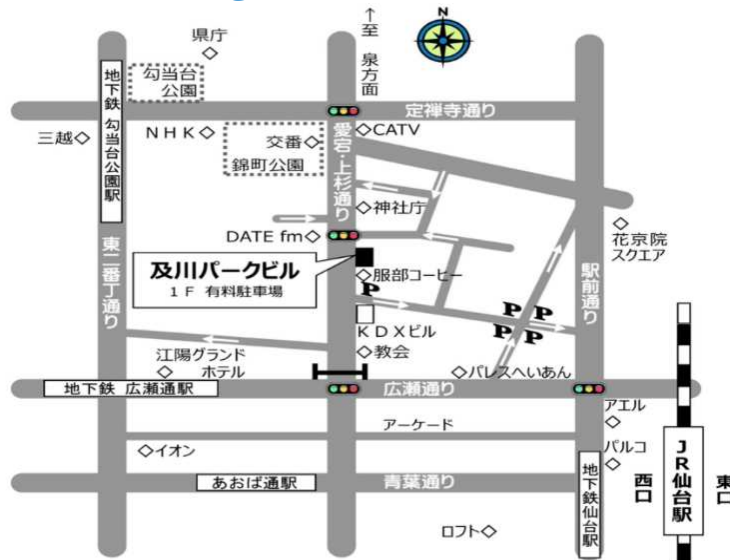 ↑至 泉方面
県庁
勾当台
公園
地下鉄 勾当台公園駅
定禅寺通り
三越
NHK
交番
錦町公園
CATV
愛宕・上杉通り
神社庁
DATE fm
花京院
スクエア
及川パークビル
1F 有料駐車場
服部コーヒー
P
東二番丁通り
駅前通り
P P
P P
KDXビル
教会
江陽グランド
ホテル
パレスへいあん
地下鉄 広瀬通駅
広瀬通り
アエル
アーケード
パルコ
イオン
あおば通駅
青葉通り
地下鉄仙台駅
西口
JR仙台駅
東口
ロフト